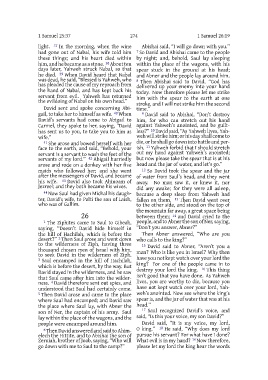 1 Samuel 25:37
274
1 Samuel 26:23
light. 37 In the morning, when the wine
had gone out of Nabal, his wife told him
these things; and his heart died within
him, and he became as a stone. 38 About ten
days later, Yahweh struck Nabal, so that
he died. 39 When David heard that Nabal
was dead, he said, “Blessed is Yahweh, who
has pleaded the cause of my reproach from
the hand of Nabal, and has kept back his
servant from evil. Yahweh has returned
the evildoing of Nabal on his own head.”
David sent and spoke concerning Abi-
gail, to take her to himself as wife. 40 When
David’s servants had come to Abigail to
Carmel, they spoke to her, saying, “David
has sent us to you, to take you to him as
wife.”
41 She arose and bowed herself with her
face to the earth, and said, “Behold, your
servant is a servant to wash the feet of the
servants of my lord.” 42 Abigail hurriedly
arose and rode on a donkey with her five
maids who followed her; and she went
after the messengers of David, and became
his wife. 43 David also took Ahinoam of
Jezreel; and they both became his wives.
44 Now Saul had given Michal his daugh-
ter, David’s wife, to Palti the son of Laish,
who was of Gallim.
26
1 The Ziphites came to Saul to Gibeah,
saying, “Doesn’t David hide himself in
the hill of Hachilah, which is before the
desert?” 2 Then Saul arose and went down
to the wilderness of Ziph, having three
thousand chosen men of Israel with him,
to seek David in the wilderness of Ziph.
3 Saul encamped in the hill of Hachilah,
which is before the desert, by the way. But
David stayed in the wilderness, and he saw
that Saul came after him into the wilder-
ness. 4 David therefore sent out spies, and
understood that Saul had certainly come.
5 Then David arose and came to the place
where Saul had encamped; and David saw
the place where Saul lay, with Abner the
son of Ner, the captain of his army. Saul
lay within the place of the wagons, and the
people were encamped around him.
6 Then David answered and said to Ahim-
elech the Hittite, and to Abishai the son of
Zeruiah, brother of Joab, saying, “Who will
go down with me to Saul to the camp?”
Abishai said, “I will go down with you.”
7 So David and Abishai came to the people
by night; and, behold, Saul lay sleeping
within the place of the wagons, with his
spear stuck in the ground at his head;
and Abner and the people lay around him.
8 Then Abishai said to David, “God has
delivered up your enemy into your hand
today. Now therefore please let me strike
him with the spear to the earth at one
stroke, and I will not strike him the second
time.”
9 David said to Abishai, “Don’t destroy
him, for who can stretch out his hand
against Yahweh’s anointed, and be guilt-
less?” 10 David said, “As Yahweh lives, Yah-
weh will strike him; or his day shall come to
die, or he shall go down into battle and per-
ish. 11 Yahweh forbid that I should stretch
out my hand against Yahweh’s anointed;
but now please take the spear that is at his
head and the jar of water, and let’s go.”
12 So David took the spear and the jar
of water from Saul’s head, and they went
away. No man saw it, or knew it, nor
did any awake; for they were all asleep,
because a deep sleep from Yahweh had
fallen on them. 13 Then David went over
to the other side, and stood on the top of
the mountain far away, a great space being
between them; 14 and David cried to the
people, and to Abner the son of Ner, saying,
“Don’t you answer, Abner?”
Then Abner answered, “Who are you
who calls to the king?”
15 David said to Abner, “Aren’t you a
man? Who is like you in Israel? Why then
have you not kept watch over your lord the
king? For one of the people came in to
destroy your lord the king. 16 This thing
isn’t good that you have done. As Yahweh
lives, you are worthy to die, because you
have not kept watch over your lord, Yah-
weh’s anointed. Now see where the king’s
spear is, and the jar of water that was at his
head.”
17 Saul recognized David’s voice, and
said, “Is this your voice, my son David?”
David said, “It is my voice, my lord,
O king.” 18 He said, “Why does my lord
pursue his servant? For what have I done?
What evil is in my hand? 19 Now therefore,
please let my lord the king hear the words